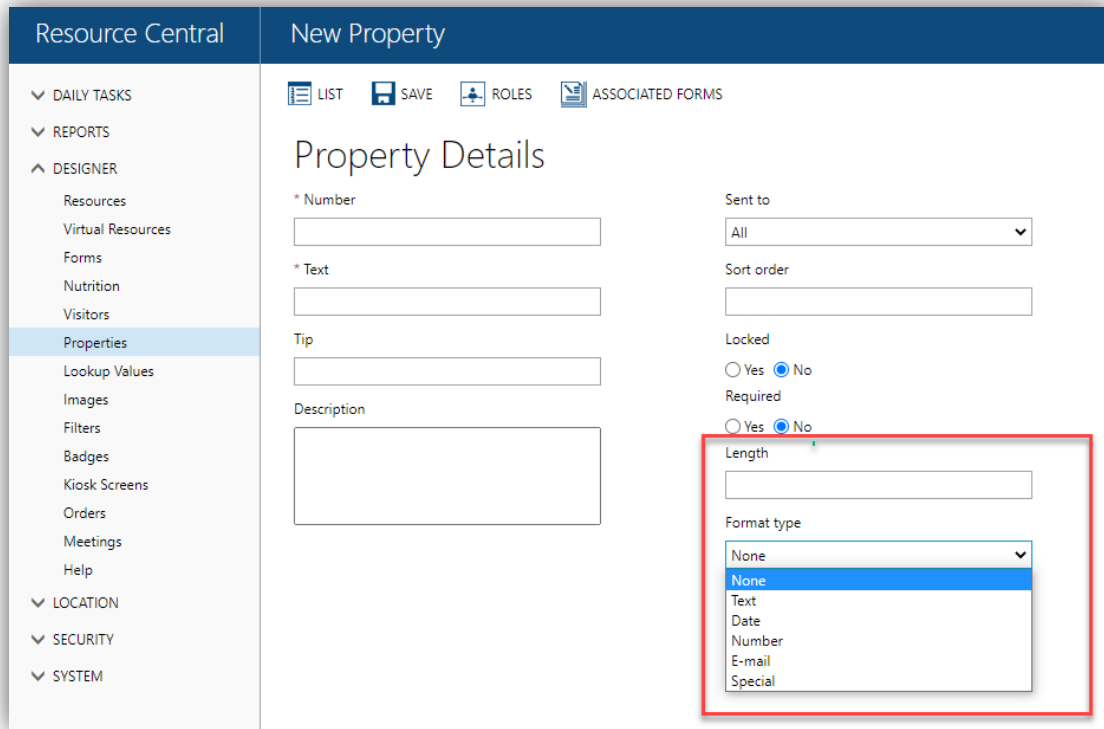 Resource Central
New Property
DAILY TASKS
REPORTS
DESIGNER
Resources
Virtual Resources
Forms
Nutrition
Visitors
Properties
Lookup Values
Images
Filters
Badges
Kiosk Screens
Orders
Meetings
Help
LOCATION
SECURITY
SYSTEM
LIST SAVE ROLES ASSOCIATED FORMS
Property Details
* Number
* Text
Tip
Description
Sent to
All
Sort order
Locked
Yes No
Required
Yes No
Length
Format type
None
None
Text
Date
Number
E-mail
Special